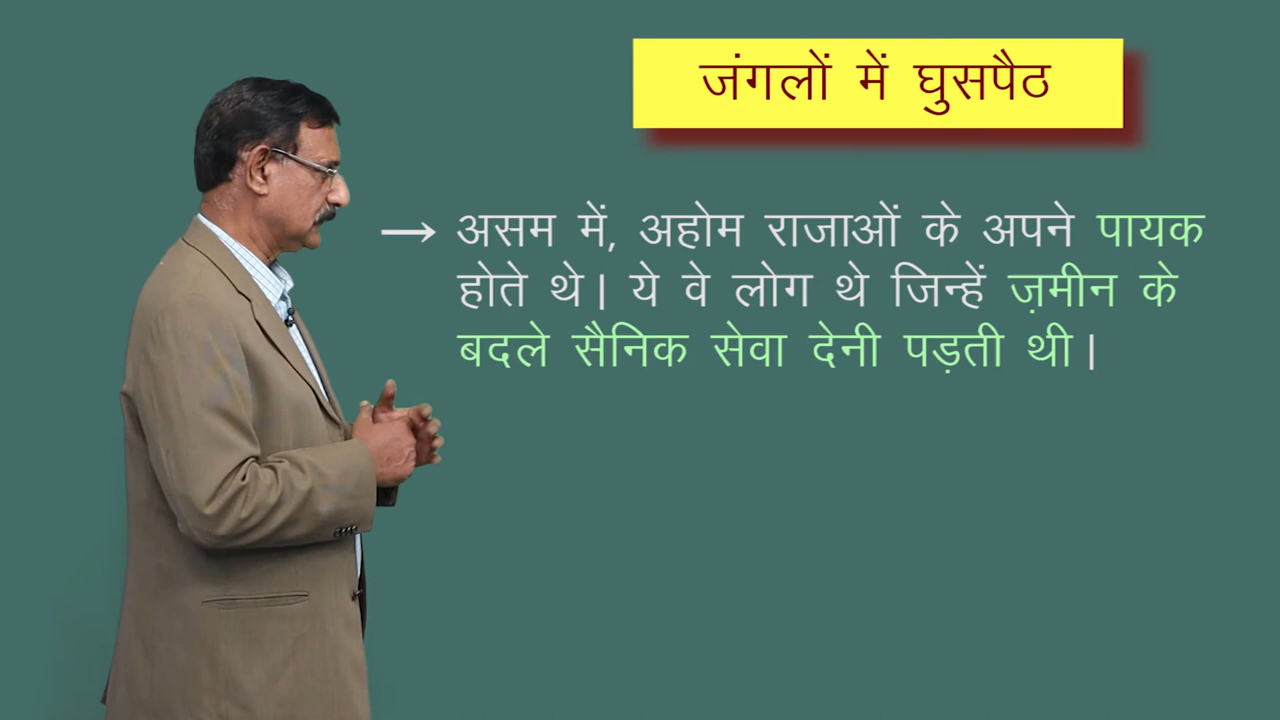 जंगलों में घुसपैठ
→ असम में, अहोम राजाओं के अपने पायक
होते थे। ये वे लोग थे जिन्हें ज़मीन के
बदले सैनिक सेवा देनी पड़ती थी।